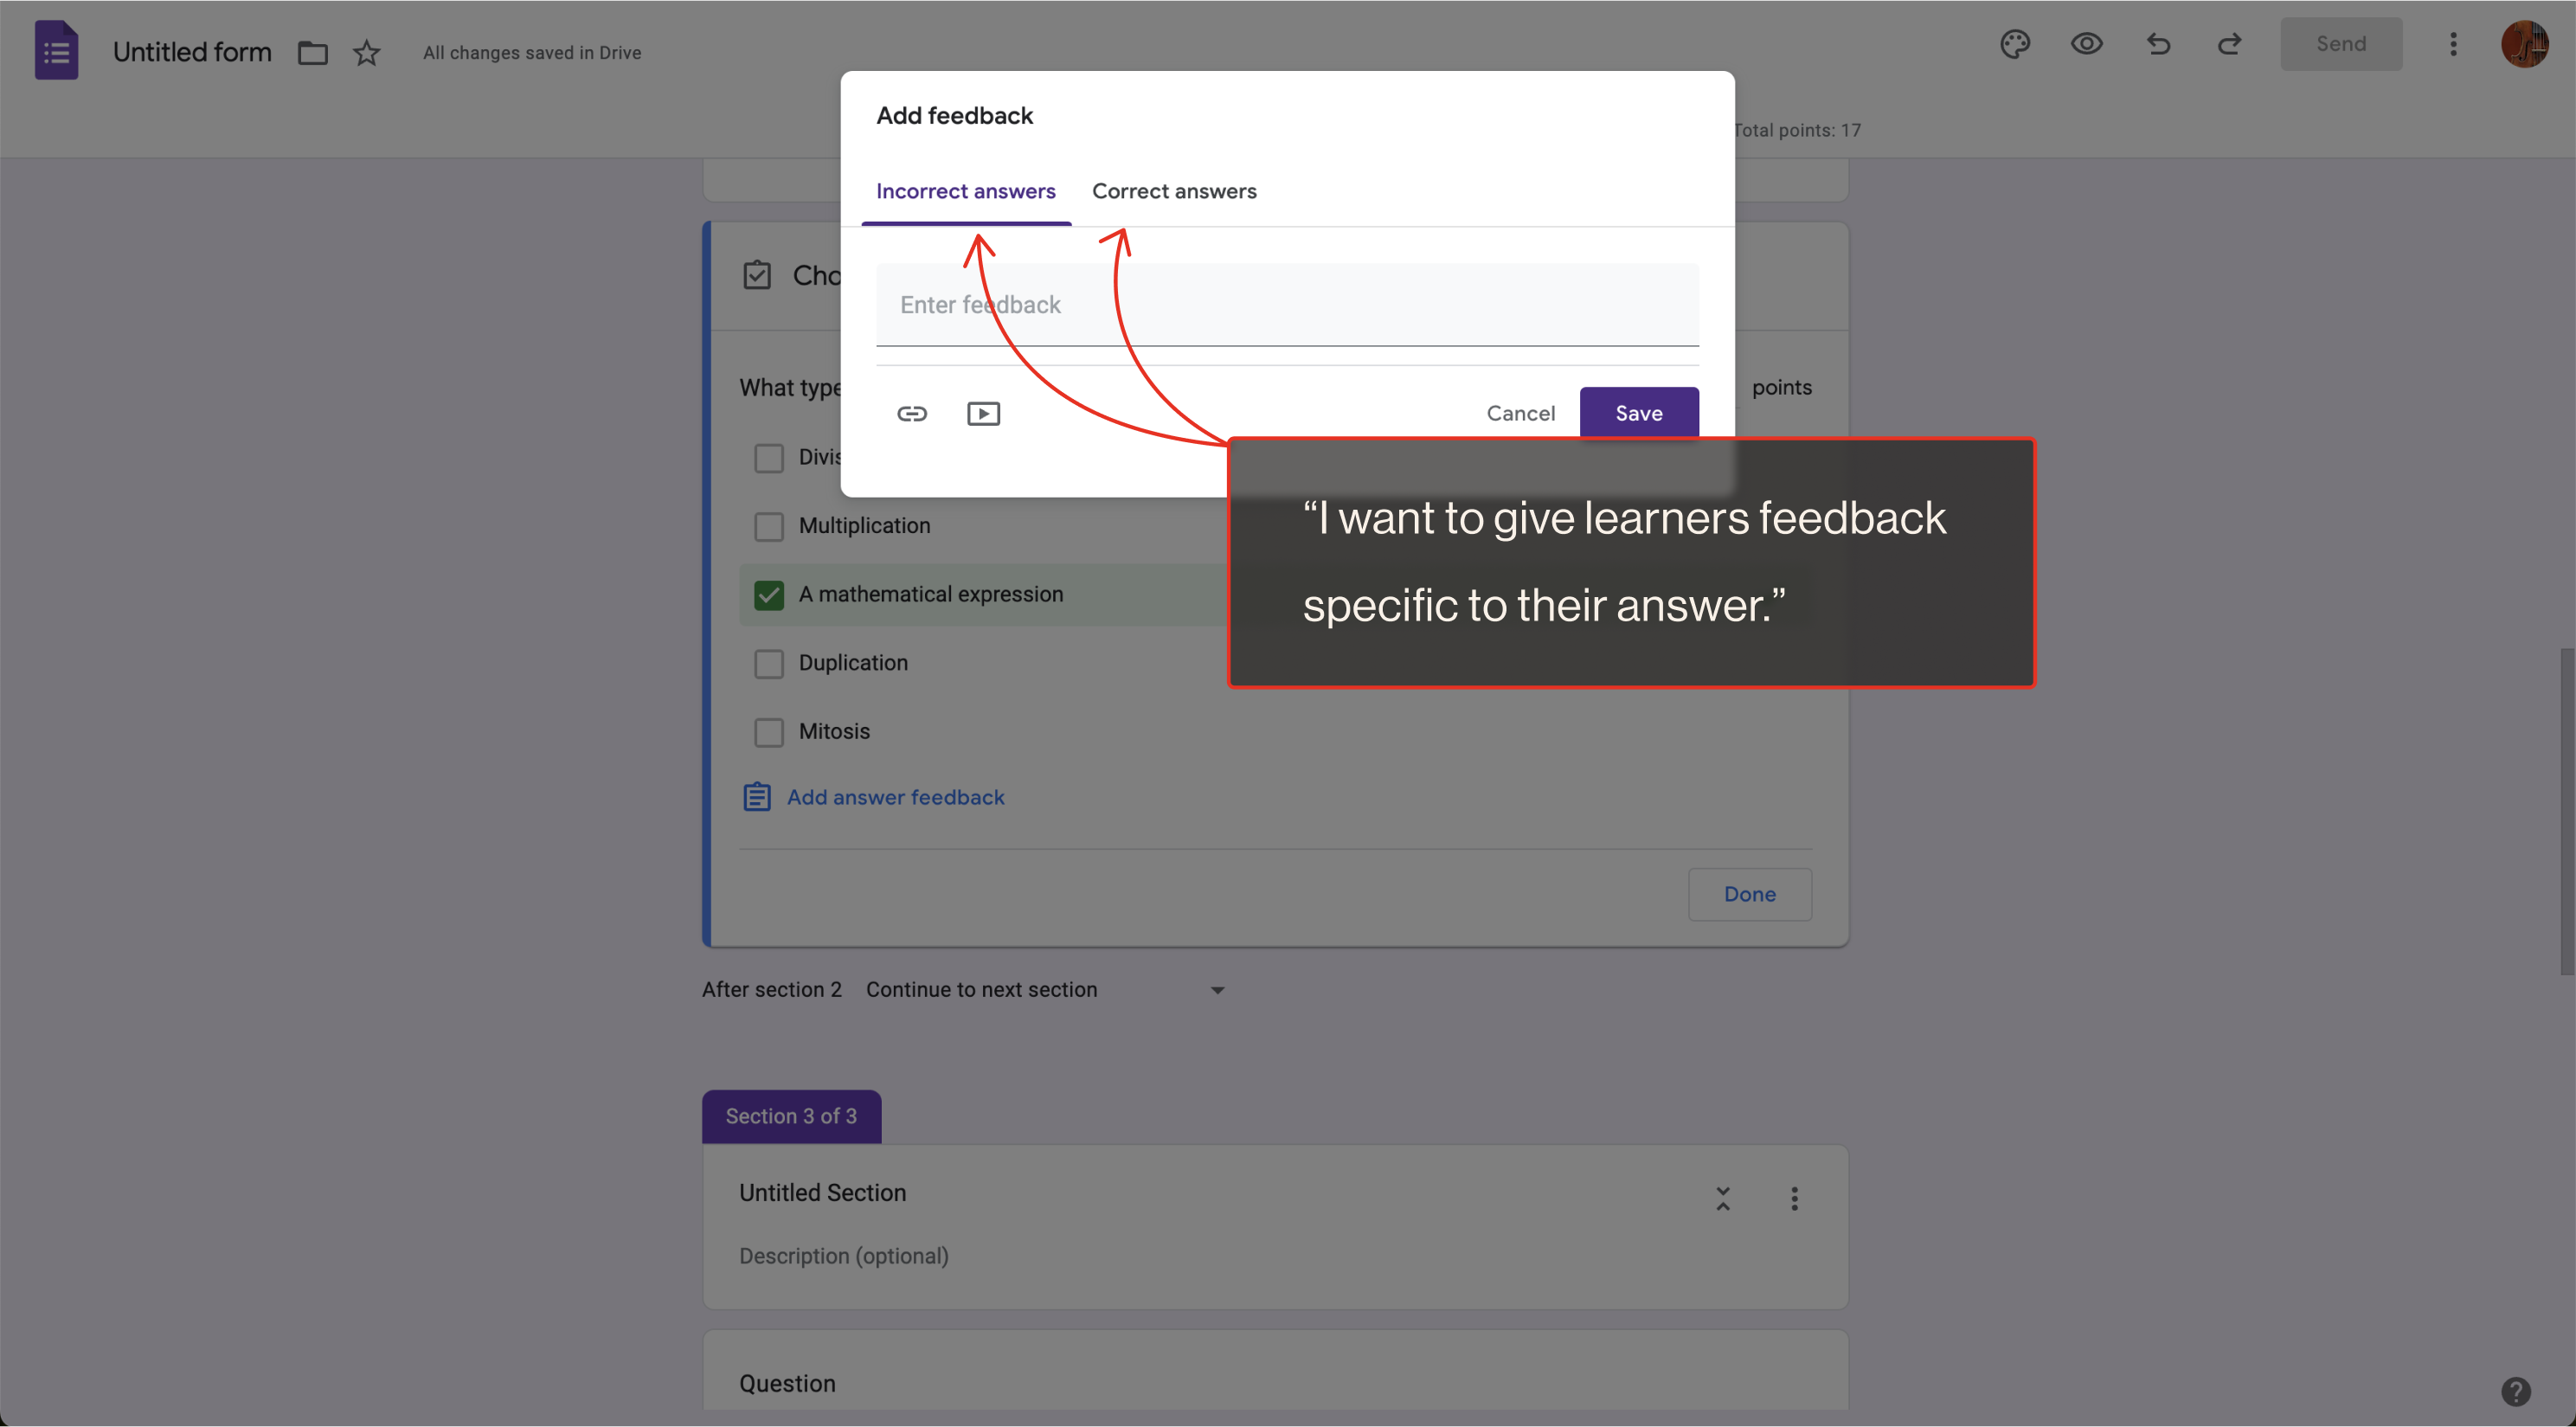 Untitled form All changes saved in Drive Send
Total points: 17
Add feedback
Incorrect answers Correct answers
Enter feedback
Cancel Save
What type points
Multiplication
A mathematical expression
Duplication
Mitosis
Add answer feedback
Done
“I want to give learners feedback
specific to their answer.”
After section 2 Continue to next section
Section 3 of 3
Untitled Section
Description (optional)
Question